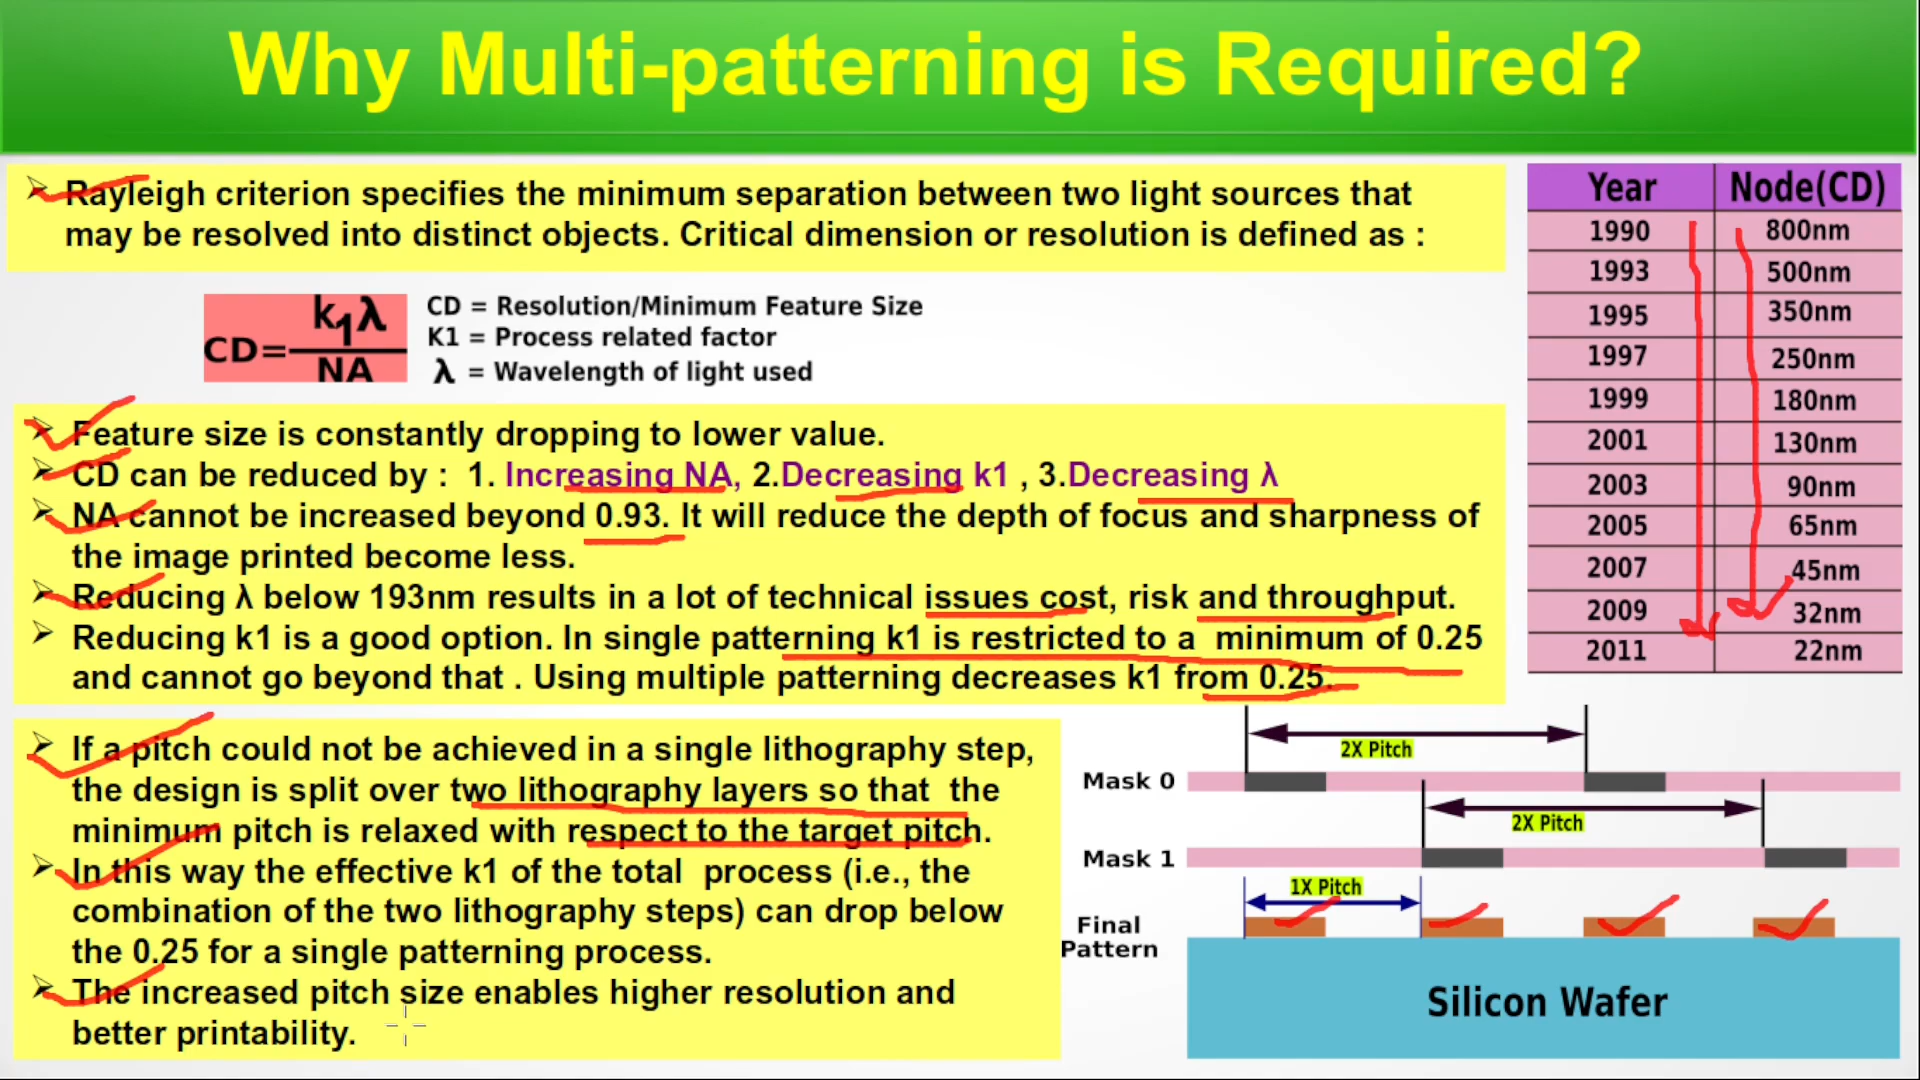 Why Multi-patterning is Required?
Rayleigh criterion specifies the minimum separation between two light sources that
may be resolved into distinct objects. Critical dimension or resolution is defined as :
CD=k1λ/NA
CD = Resolution/Minimum Feature Size
K1 = Process related factor
λ = Wavelength of light used
Feature size is constantly dropping to lower value.
CD can be reduced by : 1. Increasing NA, 2.Decreasing k1 , 3.Decreasing λ
NA cannot be increased beyond 0.93. It will reduce the depth of focus and sharpness of
the image printed become less.
Reducing λ below 193nm results in a lot of technical issues cost, risk and throughput.
Reducing k1 is a good option. In single patterning k1 is restricted to a minimum of 0.25
and cannot go beyond that . Using multiple patterning decreases k1 from 0.25.
If a pitch could not be achieved in a single lithography step,
the design is split over two lithography layers so that the
minimum pitch is relaxed with respect to the target pitch.
In this way the effective k1 of the total process (i.e., the
combination of the two lithography steps) can drop below
the 0.25 for a single patterning process.
The increased pitch size enables higher resolution and
better printability.
Year Node(CD)
1990 800nm
1993 500nm
1995 350nm
1997 250nm
1999 180nm
2001 130nm
2003 90nm
2005 65nm
2007 45nm
2009 32nm
2011 22nm
2X Pitch
Mask 0
2X Pitch
Mask 1
1X Pitch
Final
Pattern
Silicon Wafer